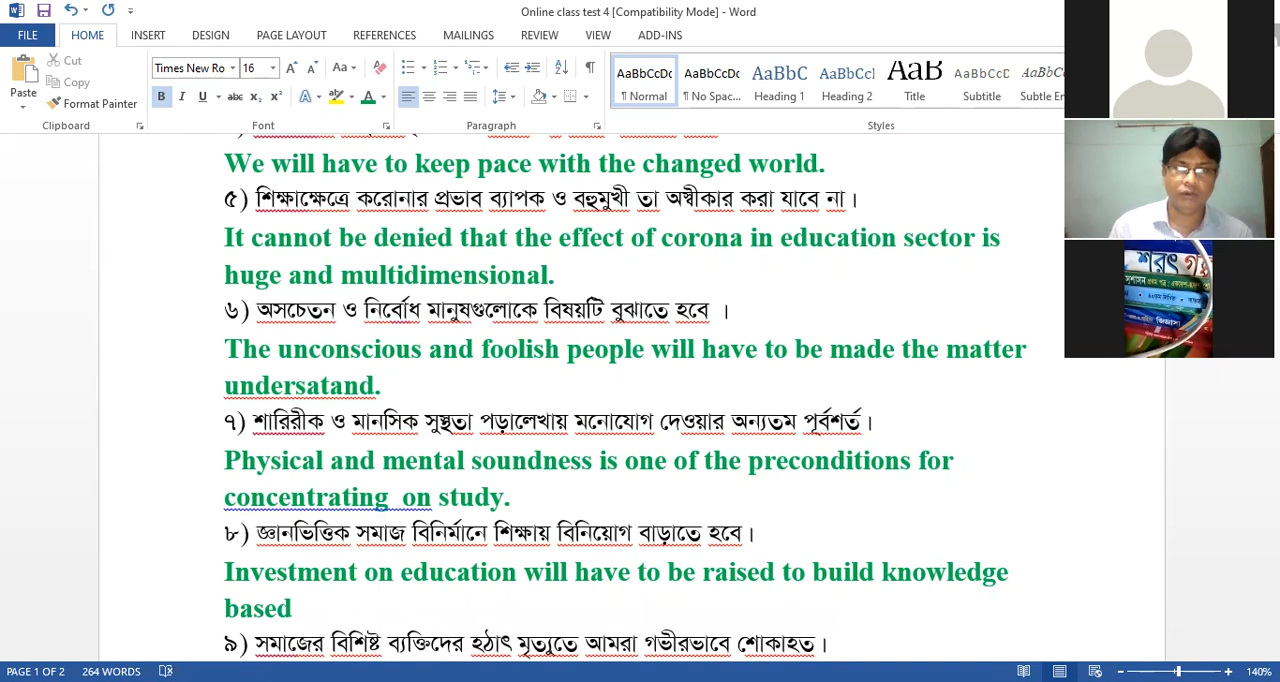 Online class test 4 [Compatibility Mode] - Word
FILE HOME INSERT DESIGN PAGE LAYOUT REFERENCES MAILINGS REVIEW VIEW ADD-INS
Cut
Copy
Paste
Format Painter
Times New Ro 16
Aa
B I U abc X₂ X²
AaBbCcDc AaBbCcDc AaBbC AaBbCcI AaB AaBbCcD AaBbC
¶ Normal ¶ No Spac... Heading 1 Heading 2 Title Subtitle Subtle En
Clipboard Font Paragraph Styles
We will have to keep pace with the changed world.
৫) শিক্ষাক্ষেত্রে করোনার প্রভাব ব্যাপক ও বহুমুখী তা অস্বীকার করা যাবে না।
It cannot be denied that the effect of corona in education sector is
huge and multidimensional.
৬) অসচেতন ও নির্বোধ মানুষগুলোকে বিষয়টি বুঝাতে হবে ।
The unconscious and foolish people will have to be made the matter
undersatand.
৭) শারিরীক ও মানসিক সুস্থতা পড়ালেখায় মনোযোগ দেওয়ার অন্যতম পূর্বশর্ত।
Physical and mental soundness is one of the preconditions for
concentrating on study.
৮) জ্ঞানভিত্তিক সমাজ বিনির্মানে শিক্ষায় বিনিয়োগ বাড়াতে হবে।
Investment on education will have to be raised to build knowledge
based
৯) সমাজের বিশিষ্ট ব্যক্তিদের হঠাৎ মৃত্যুতে আমরা গভীরভাবে শোকাহত।
PAGE 1 OF 2 264 WORDS 140%
শরৎ